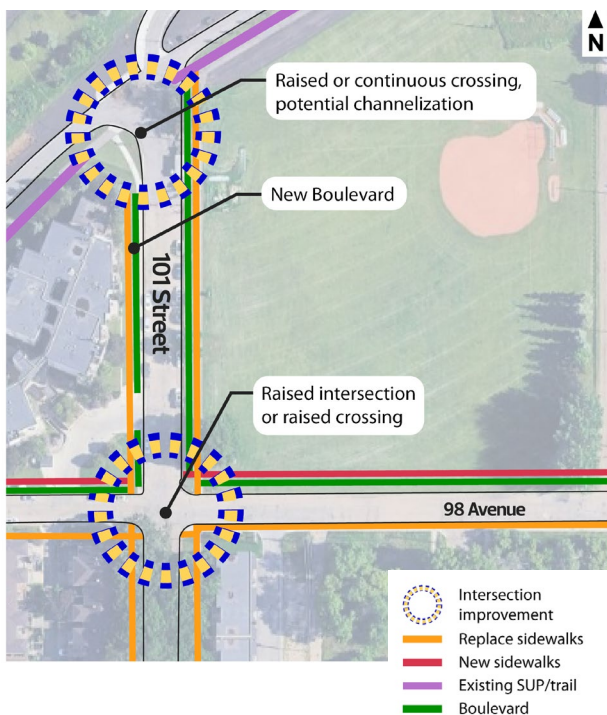 N
Raised or continuous crossing,
potential channelization
New Boulevard
101 Street
Raised intersection
or raised crossing
98 Avenue
Intersection
improvement
Replace sidewalks
New sidewalks
Existing SUP/trail
Boulevard